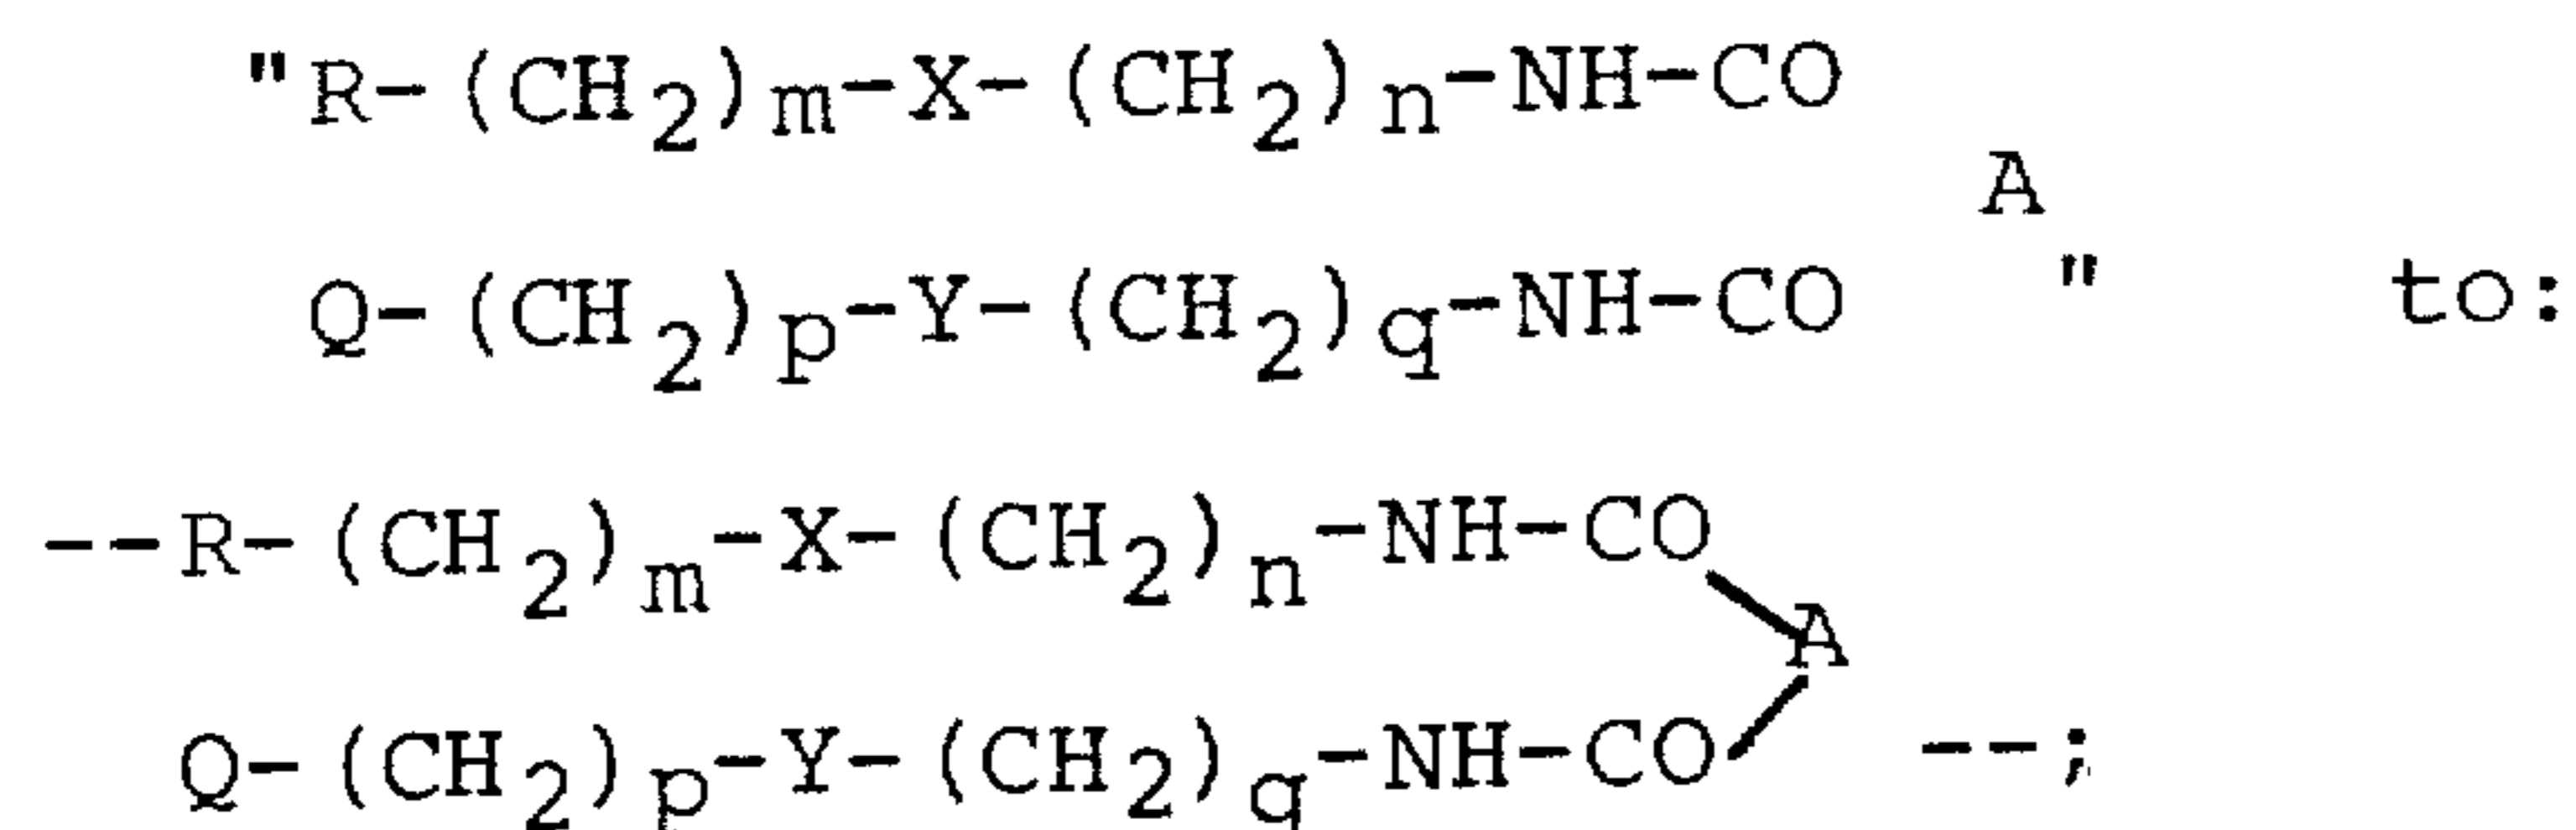 "R-(CH2)m-X-(CH2)n-NH-CO
A
Q-(CH2)p-Y-(CH2)q-NH-CO " to:
--R-(CH2)m-X-(CH2)n-NH-CO
A
Q-(CH2)p-Y-(CH2)q-NH-CO --;